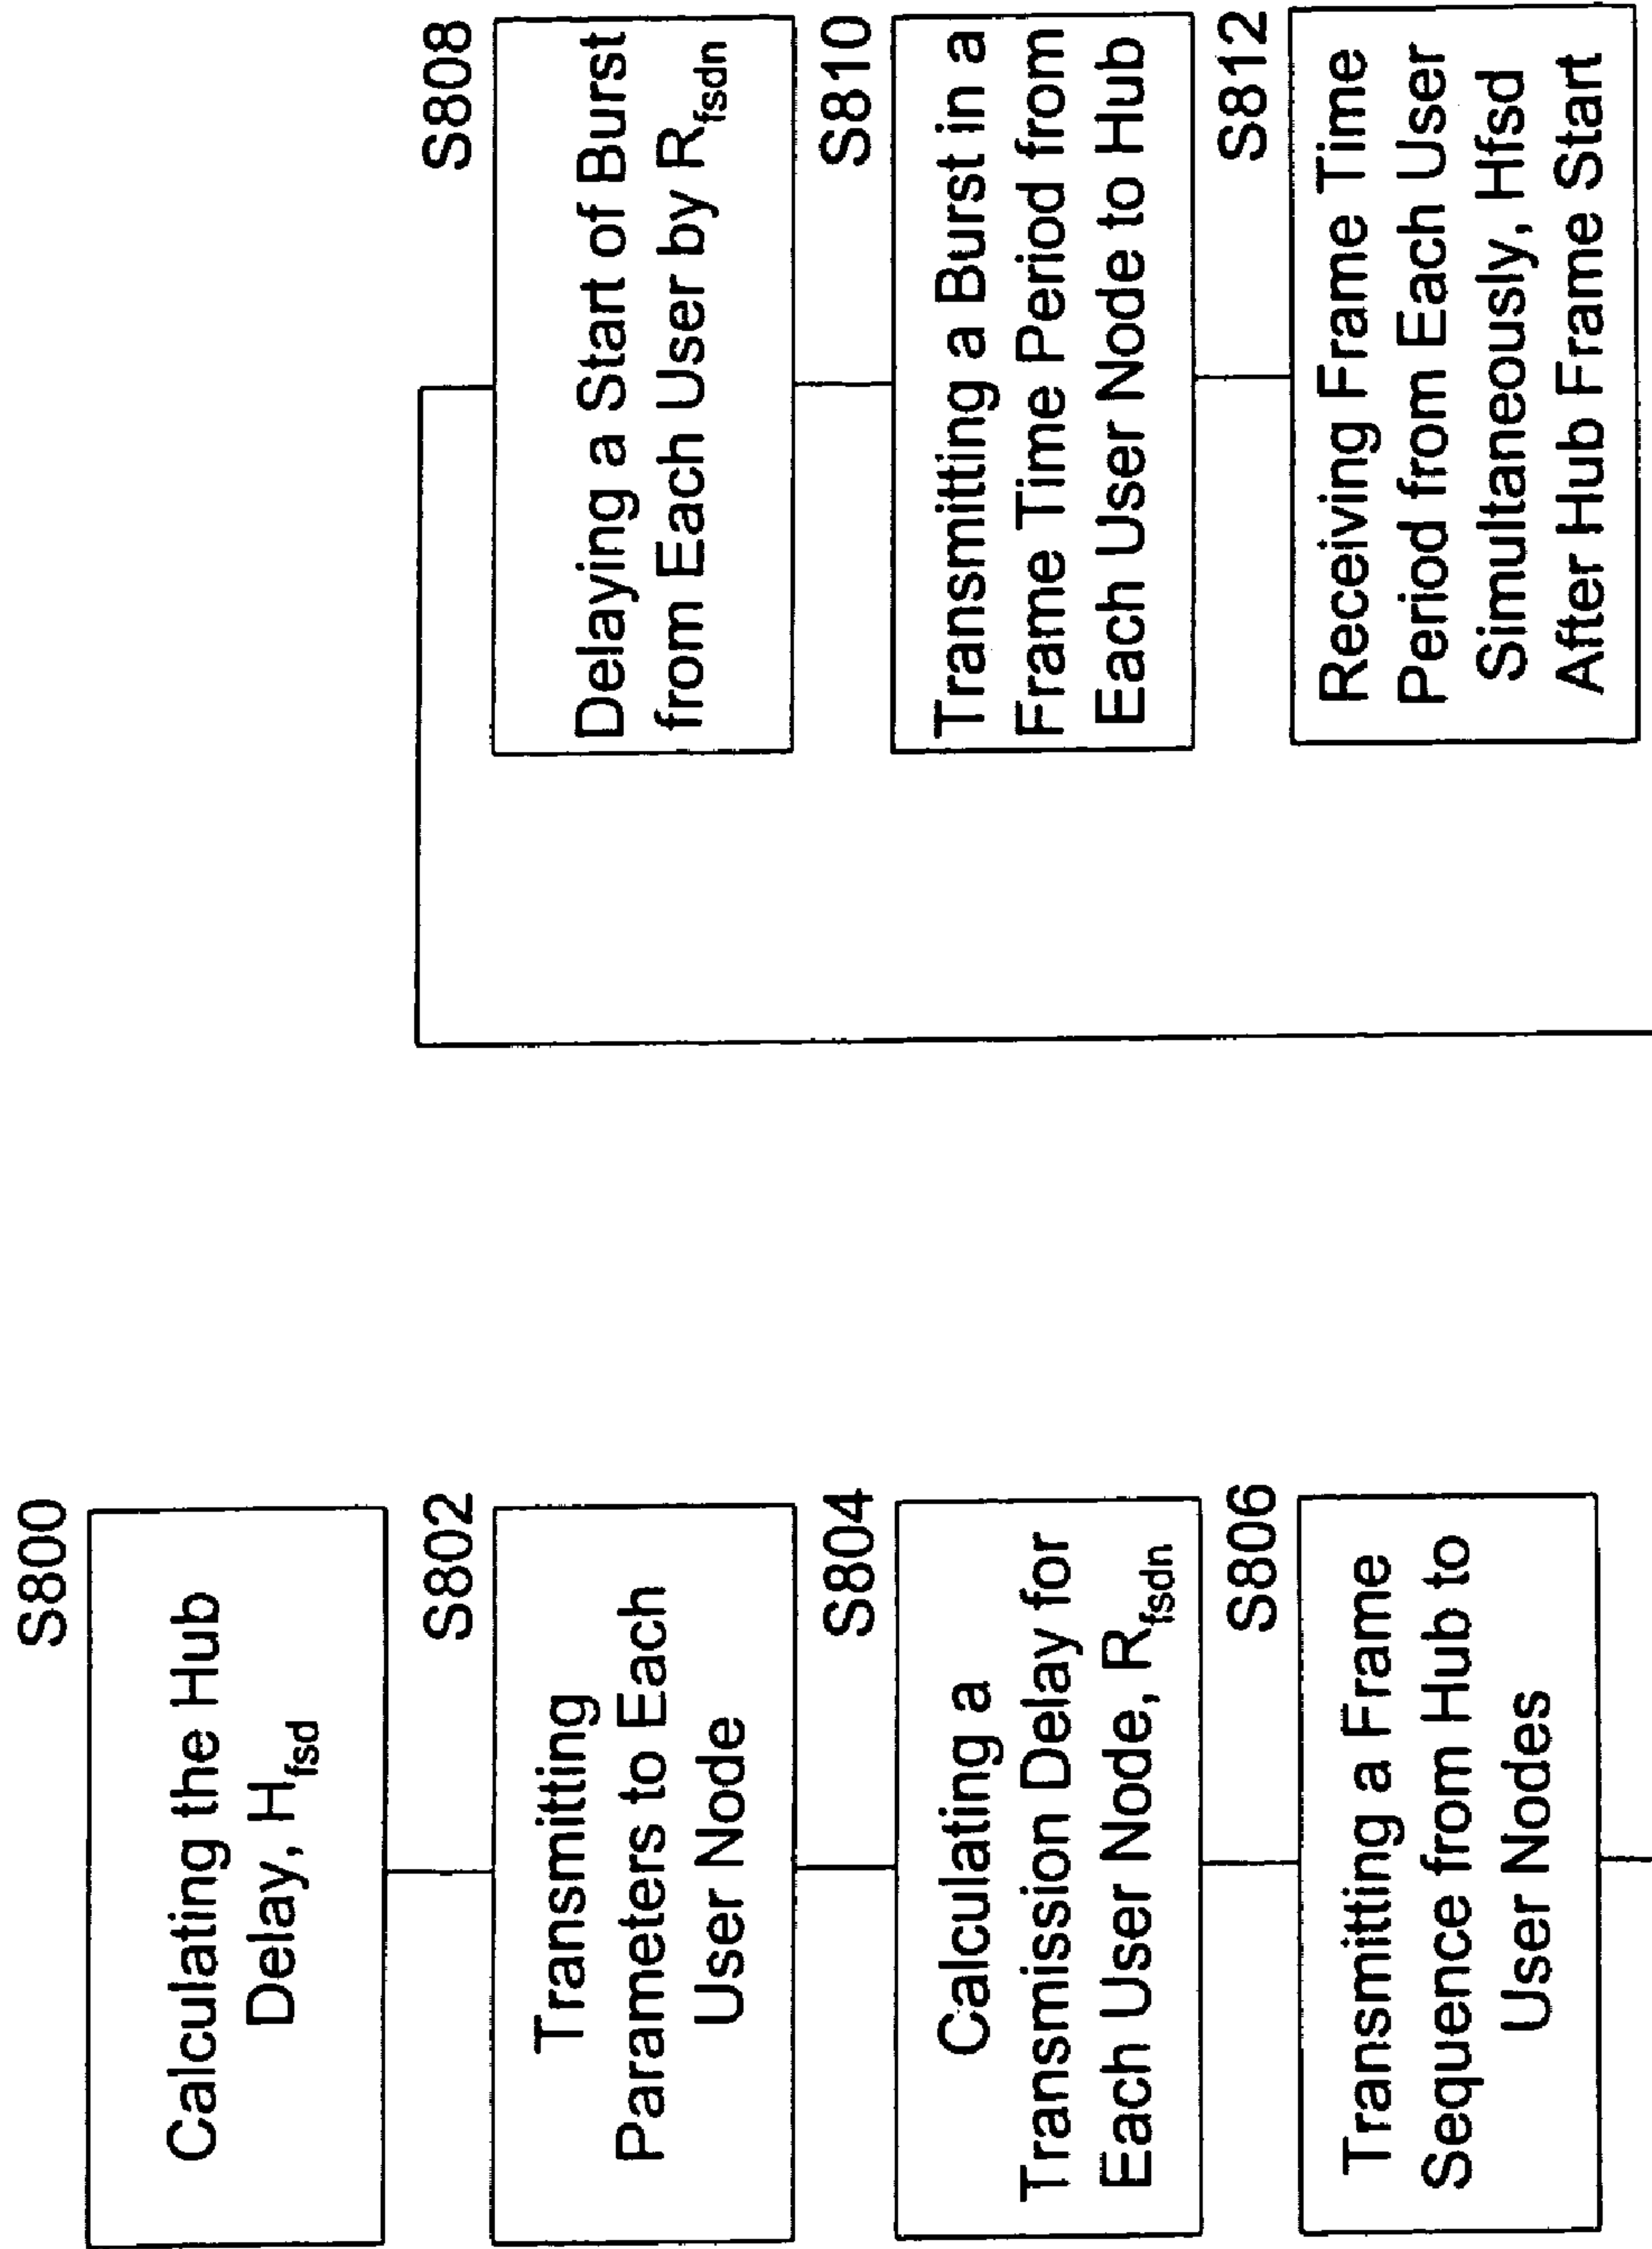 S800
Calculating the Hub
Delay, Hfsd
S802
Transmitting
Parameters to Each
User Node
S804
Calculating a
Transmission Delay for
Each User Node, Rfsdn
S806
Transmitting a Frame
Sequence from Hub to
User Nodes
S808
Delaying a Start of Burst
from Each User by Rfsdn
S810
Transmitting a Burst in a
Frame Time Period from
Each User Node to Hub
S812
Receiving Frame Time
Period from Each User
Simultaneously, Hfsd
After Hub Frame Start